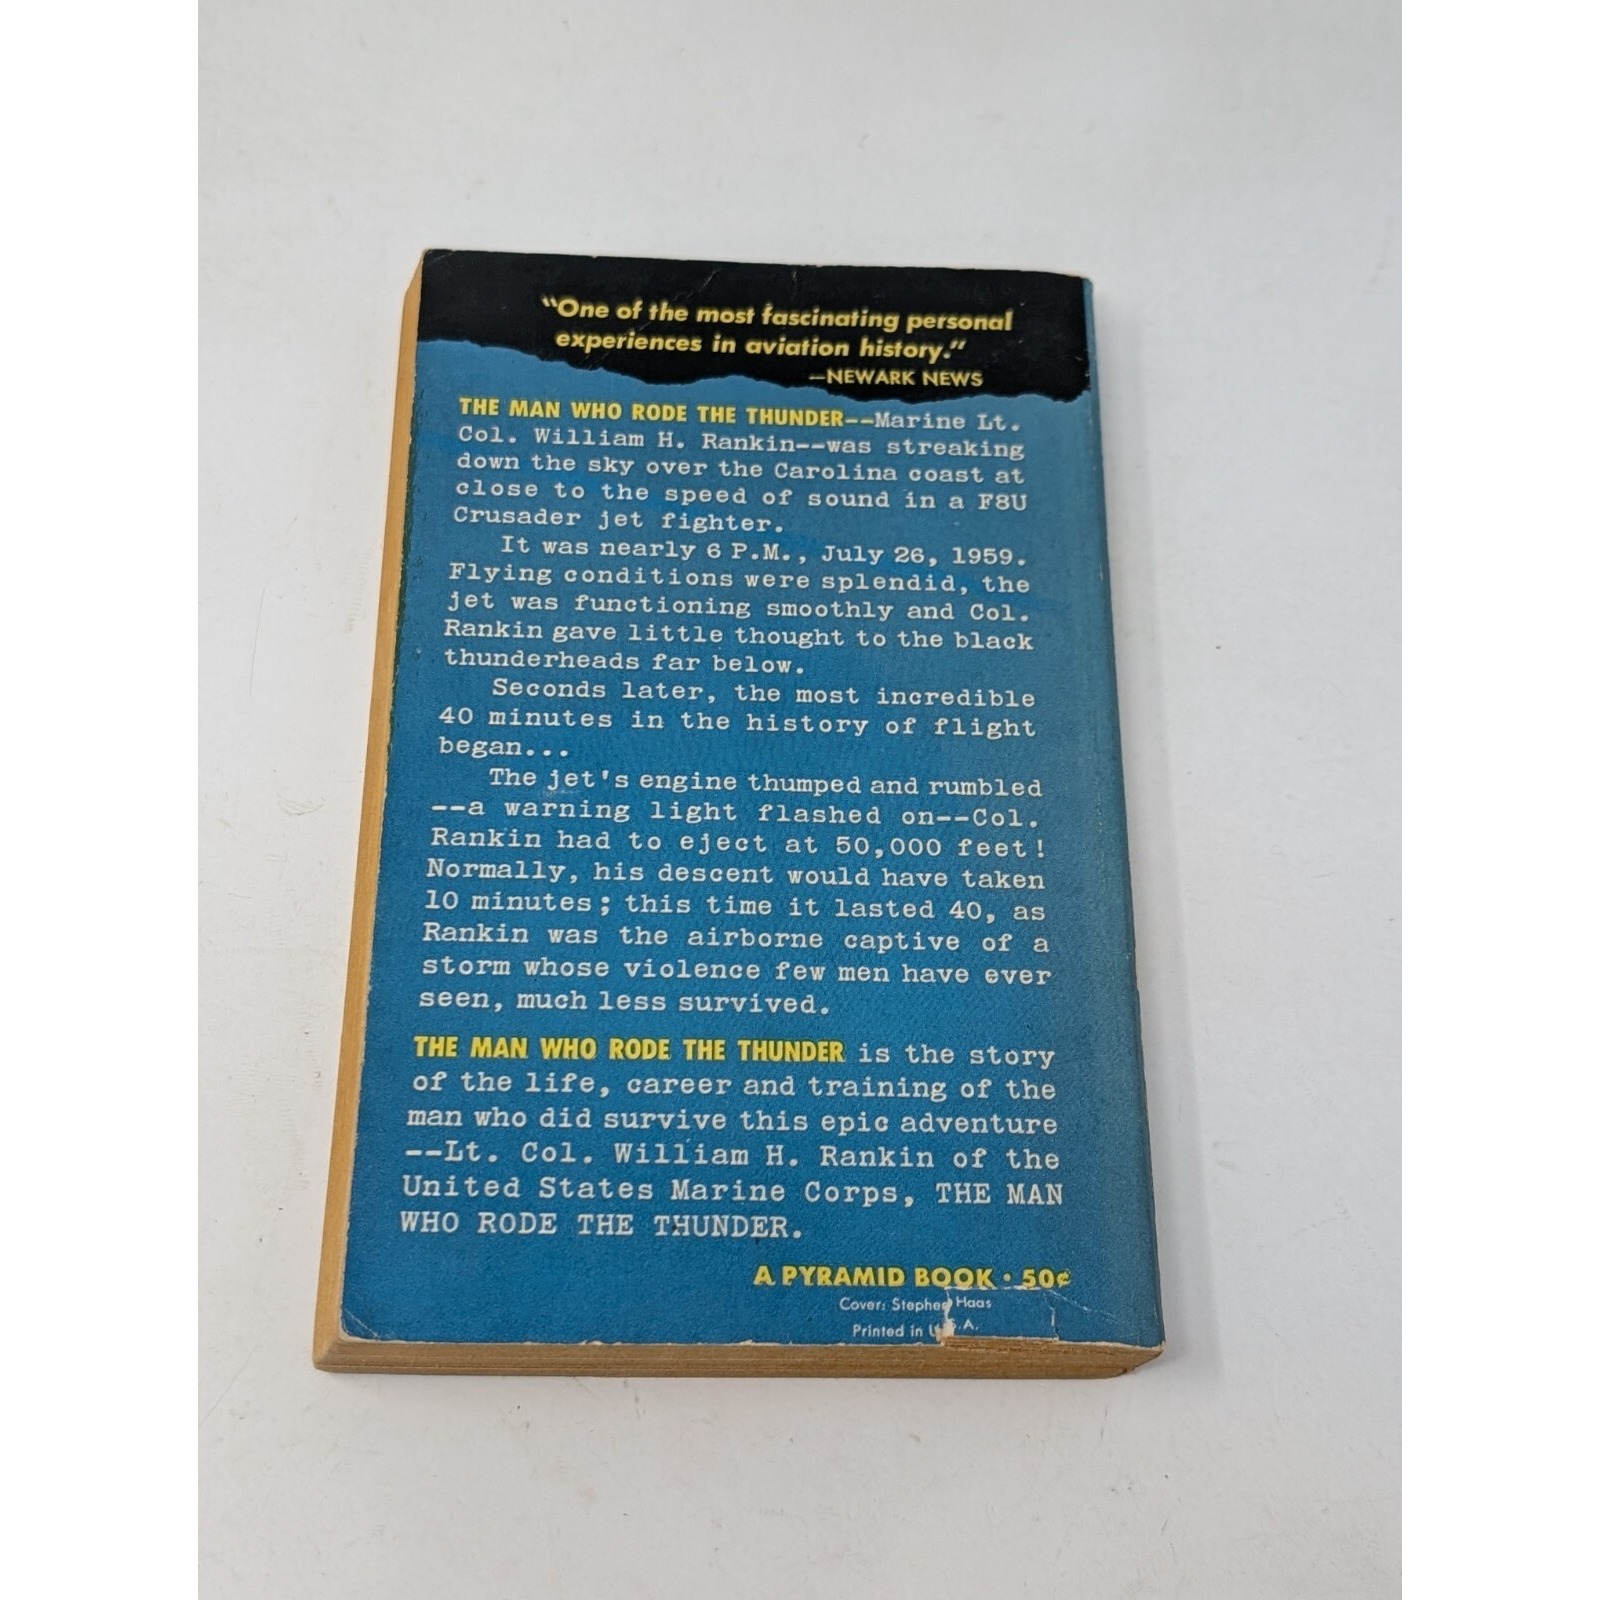 "One of the most fascinating personal
experiences in aviation history."
—NEWARK NEWS
THE MAN WHO RODE THE THUNDER--Marine Lt.
Col. William H. Rankin--was streaking
down the sky over the Carolina coast at
close to the speed of sound in a F8U
Crusader jet fighter.
It was nearly 6 P.M., July 26, 1959.
Flying conditions were splendid, the
jet was functioning smoothly and Col.
Rankin gave little thought to the black
thunderheads far below.
Seconds later, the most incredible
40 minutes in the history of flight
began...
The jet's engine thumped and rumbled
--a warning light flashed on--Col.
Rankin had to eject at 50,000 feet!
Normally, his descent would have taken
10 minutes; this time it lasted 40, as
Rankin was the airborne captive of a
storm whose violence few men have ever
seen, much less survived.
THE MAN WHO RODE THE THUNDER is the story
of the life, career and training of the
man who did survive this epic adventure
--Lt. Col. William H. Rankin of the
United States Marine Corps, THE MAN
WHO RODE THE THUNDER.
A PYRAMID BOOK • 50¢
Cover: Stephen Haas
Printed in U.S.A.